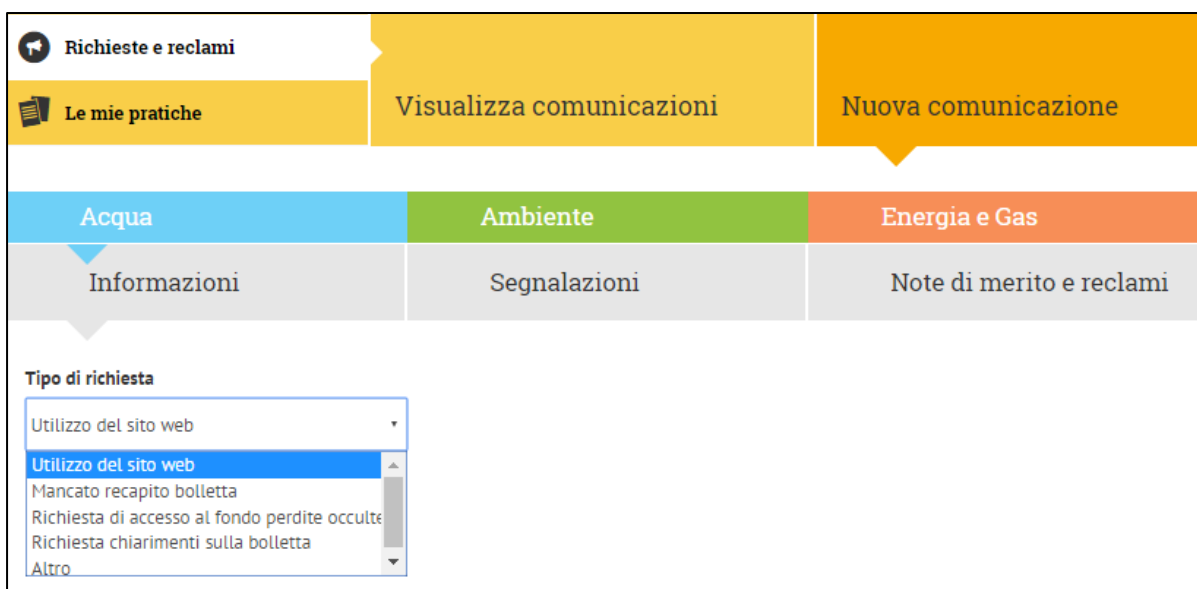 Richieste e reclami
Le mie pratiche
Visualizza comunicazioni
Nuova comunicazione
Acqua
Ambiente
Energia e Gas
Informazioni
Segnalazioni
Note di merito e reclami
Tipo di richiesta
Utilizzo del sito web
Utilizzo del sito web
Mancato recapito bolletta
Richiesta di accesso al fondo perdite occulte
Richiesta chiarimenti sulla bolletta
Altro